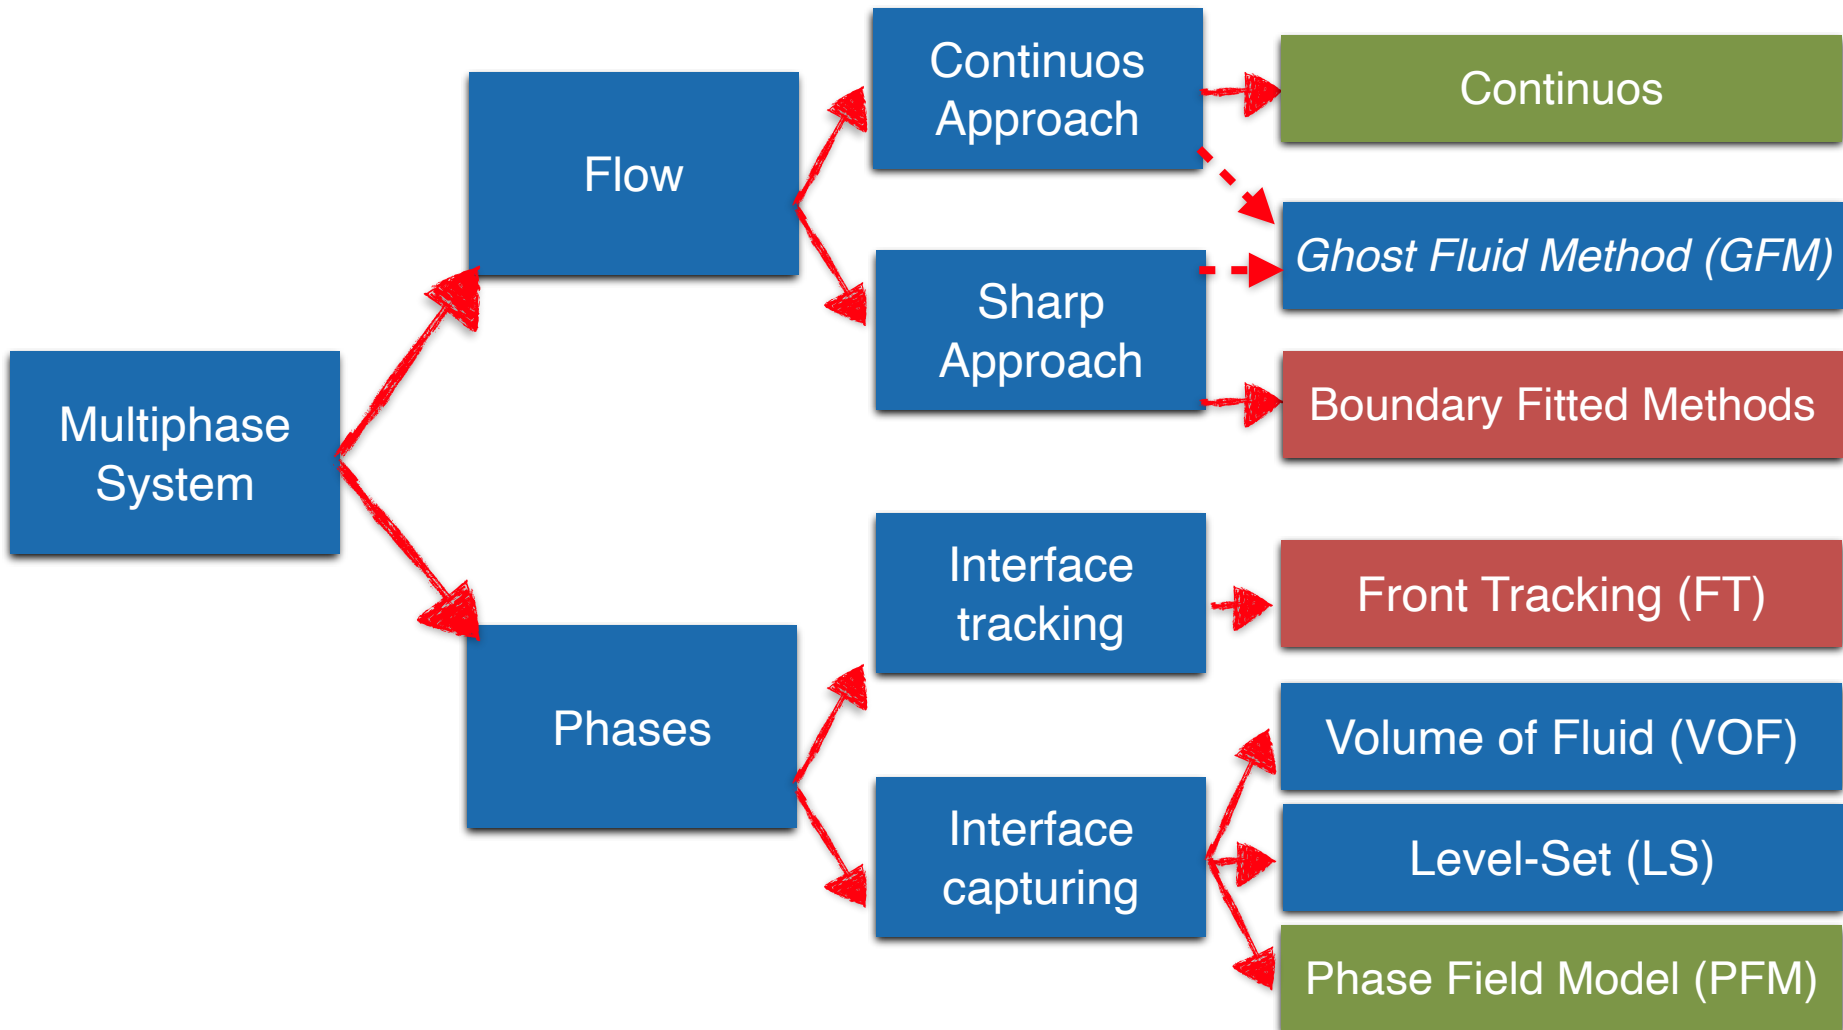 Multiphase
System
Flow
Phases
Continuos
Approach
Sharp
Approach
Interface
tracking
Interface
capturing
Continuos
Ghost Fluid Method (GFM)
Boundary Fitted Methods
Front Tracking (FT)
Volume of Fluid (VOF)
Level-Set (LS)
Phase Field Model (PFM)